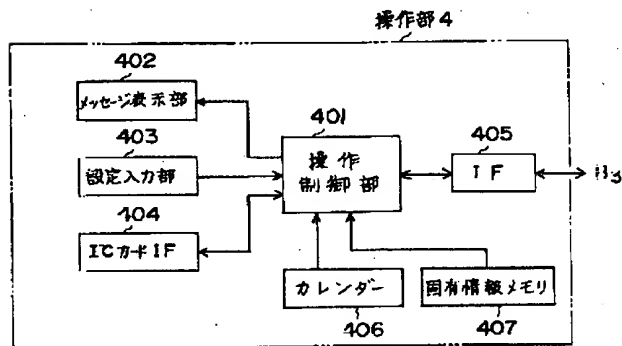 操作部4
402
メッセージ表示部
403
設定入力部
404
ICカードIF
401
操作
制御部
405
IF
カレンダー
406
固有情報メモリ
407